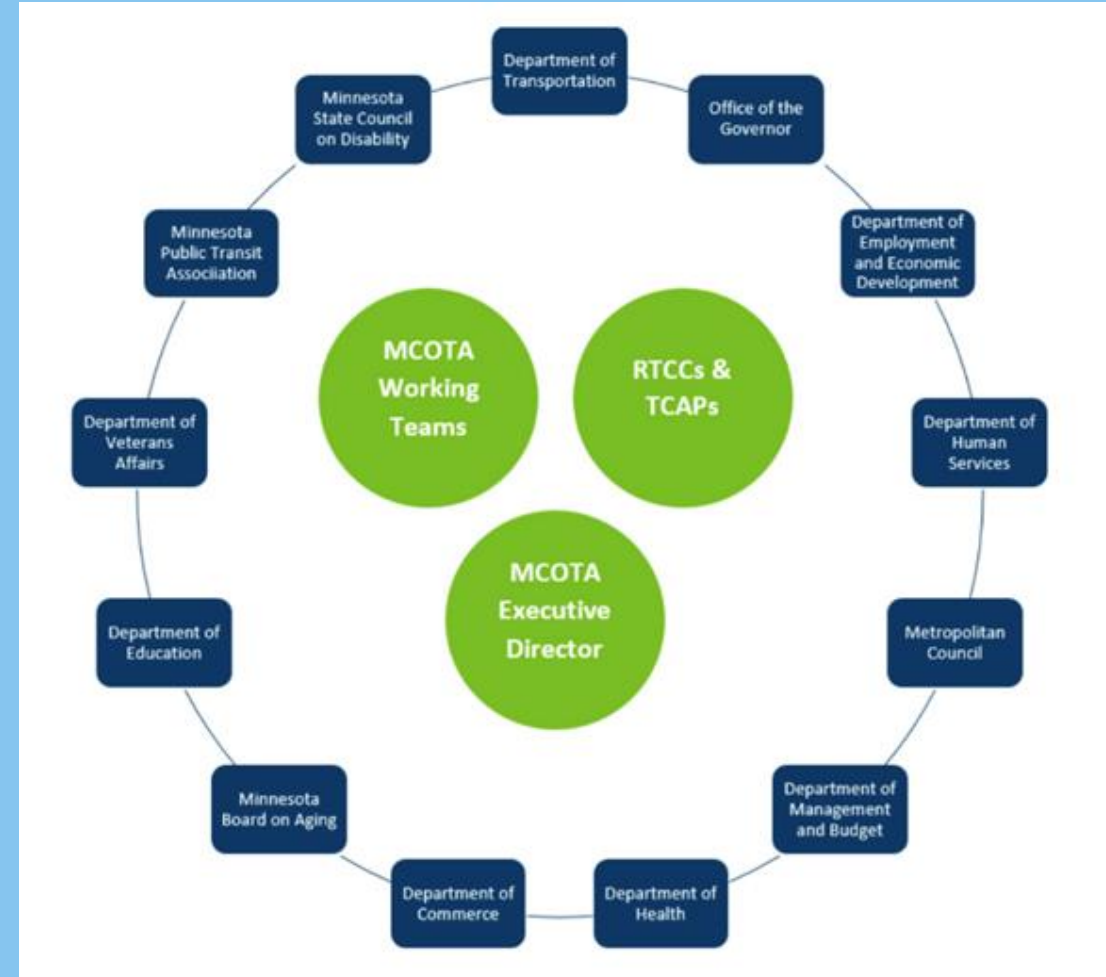 Department of
Transportation
Office of the
Governor
Department of
Employment
and Economic
Development
Department of
Human
Services
Metropolitan
Council
Department of
Management
and Budget
Department of
Health
Department of
Commerce
Minnesota
Board on Aging
Department of
Education
Department of
Veterans
Affairs
Minnesota
Public Transit
Associiation
Minnesota
State Council
on Disability
MCOTA
Working
Teams
RTCCs &
TCAPs
MCOTA
Executive
Director